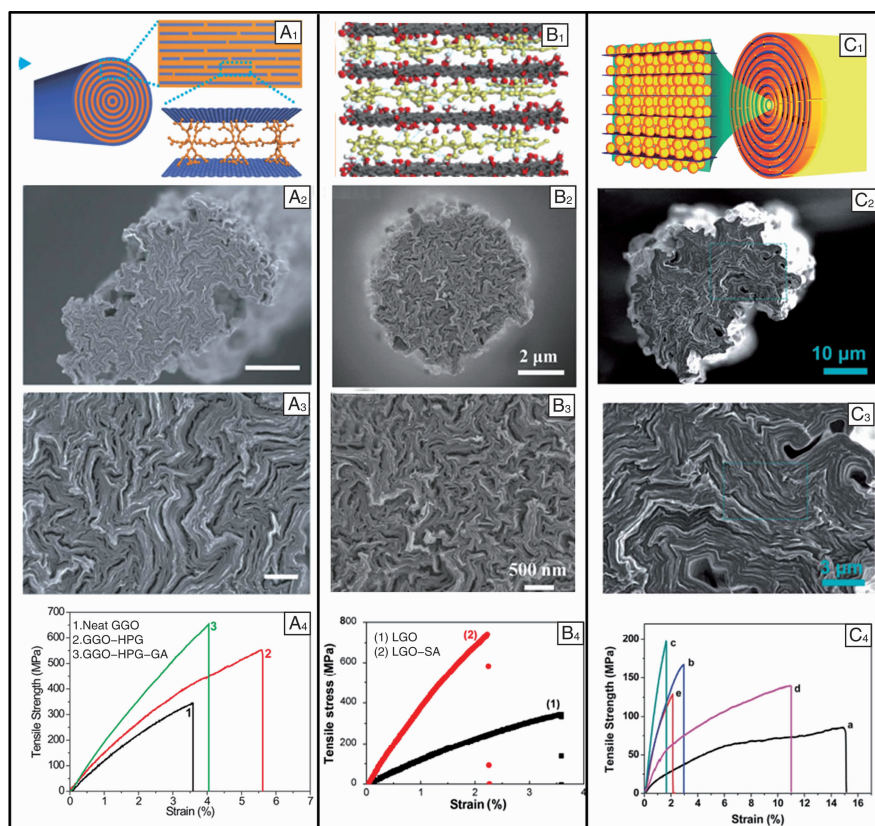 A1
B1
C1
A2
B2
2 μm
C2
10 μm
A3
B3
500 nm
C3
3 μm
A4
1.Neat GGO
2.GGO–HPG
3.GGO–HPG–GA
Tensile Strength (MPa)
700
600
500
400
300
200
100
0
3
2
1
0 1 2 3 4 5 6 7
Strain (%)
B4
(1) LGO
(2) LGO–SA
Tensile stress (MPa)
800
600
400
200
0
(2)
(1)
0 1 2 3 4
Strain (%)
C4
Tensile Strength (MPa)
200
150
100
50
0
c
b
e
d
a
0 2 4 6 8 10 12 14 16
Strain (%)